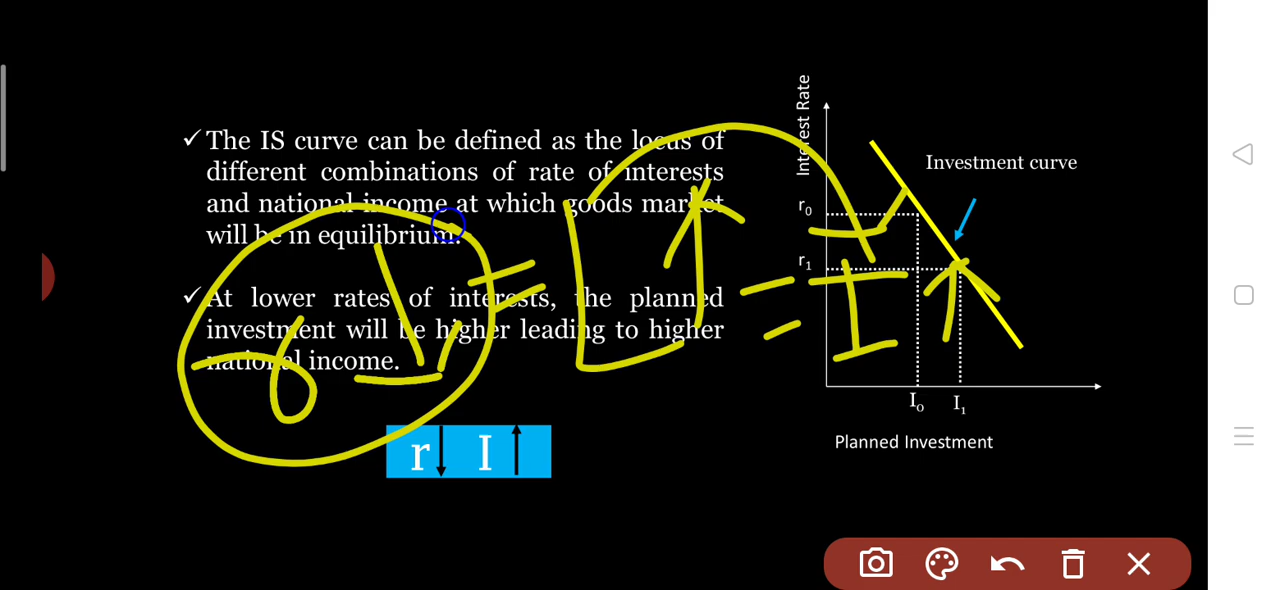 ✓ The IS curve can be defined as the locus of
different combinations of rate of interests
and national income at which goods market
will be in equilibrium.
✓ At lower rates of interests, the planned
investment will be higher leading to higher
national income.
r↓ I↑
Interest Rate
Investment curve
r₀
r₁
I₀ I₁
Planned Investment
L ↑ = I ↑